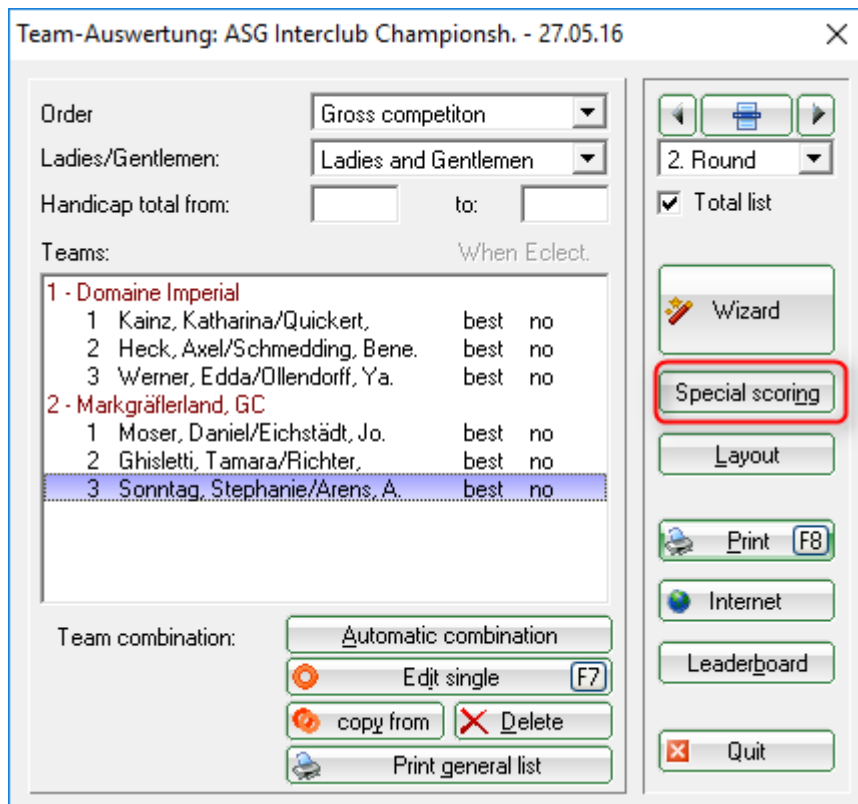 Team-Auswertung: ASG Interclub Championsh. - 27.05.16
Order
Gross competiton
Ladies/Gentlemen:
Ladies and Gentlemen
Handicap total from:
to:
Teams:
When Eclect.
1 - Domaine Imperial
1 Kainz, Katharina/Quickert, best no
2 Heck, Axel/Schmedding, Bene. best no
3 Werner, Edda/Ollendorff, Ya. best no
2 - Markgräflerland, GC
1 Moser, Daniel/Eichstädt, Jo. best no
2 Ghisletti, Tamara/Richter, best no
3 Sonntag, Stephanie/Arens, A. best no
Team combination:
Automatic combination
Edit single F7
copy from
Delete
Print general list
2. Round
Total list
Wizard
Special scoring
Layout
Print F8
Internet
Leaderboard
Quit